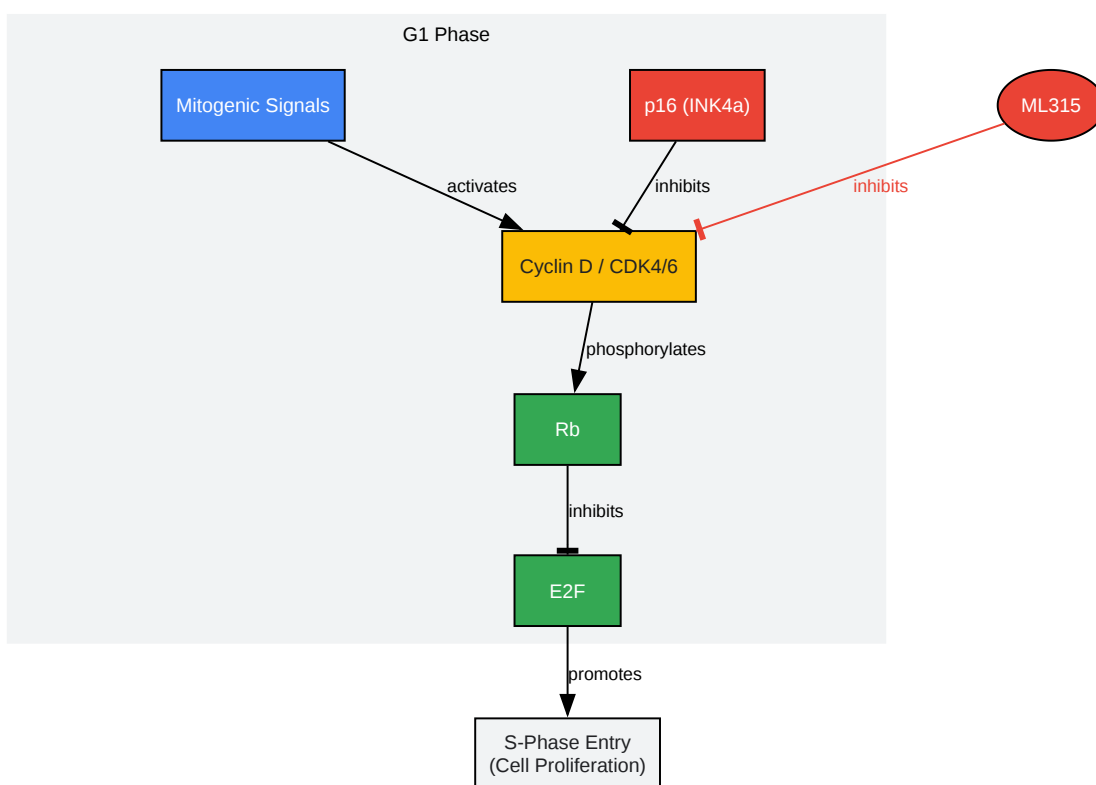 G1 Phase
Mitogenic Signals
p16 (INK4a)
ML315
activates
inhibits
inhibits
Cyclin D / CDK4/6
phosphorylates
Rb
inhibits
E2F
promotes
S-Phase Entry
(Cell Proliferation)